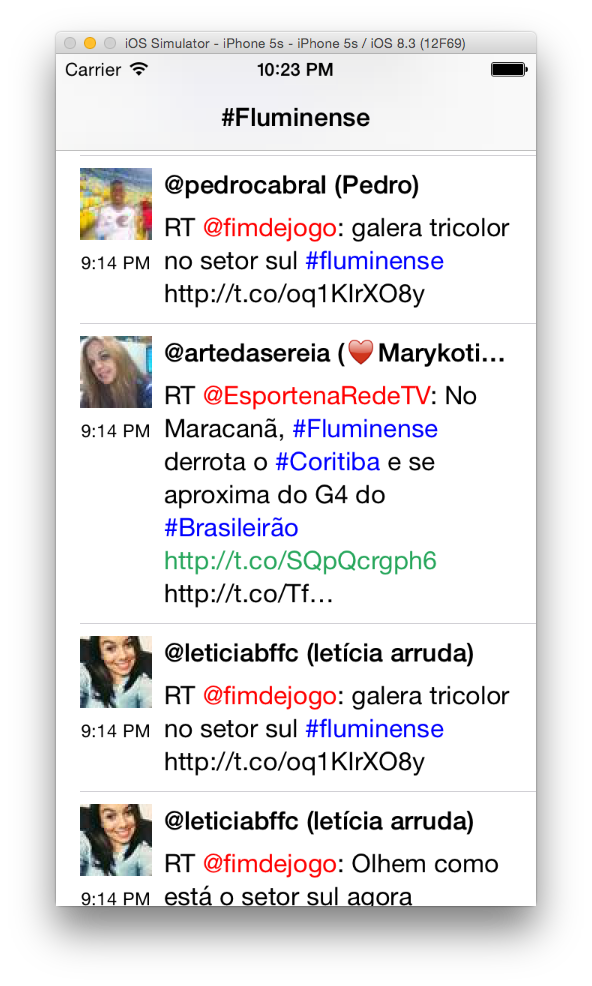 iOS Simulator - iPhone 5s - iPhone 5s / iOS 8.3 (12F69)
Carrier 10:23 PM
#Fluminense
@pedrocabral (Pedro)
RT @fimdejogo: galera tricolor
no setor sul #fluminense
9:14 PM
http://t.co/oq1KIrXO8y
@artedasereia (❤️Marykoti…
RT @EsportenaRedeTV: No
Maracanã, #Fluminense
9:14 PM
derrota o #Coritiba e se
aproxima do G4 do
#Brasileirão
http://t.co/SQpQcrgph6
http://t.co/Tf…
@leticiabffc (letícia arruda)
RT @fimdejogo: galera tricolor
no setor sul #fluminense
9:14 PM
http://t.co/oq1KIrXO8y
@leticiabffc (letícia arruda)
RT @fimdejogo: Olhem como
9:14 PM
está o setor sul agora